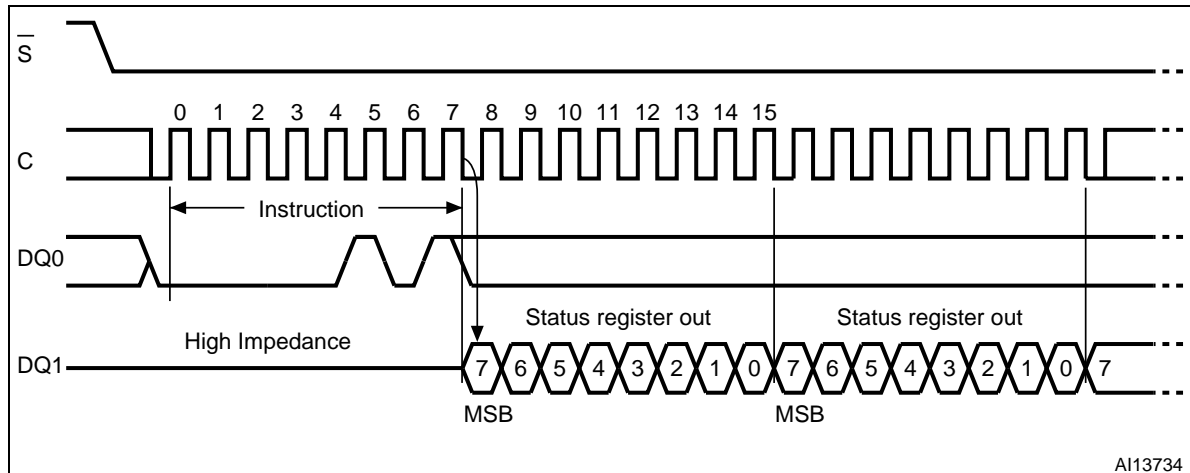 S
0 1 2 3 4 5 6 7 8 9 10 11 12 13 14 15
C
Instruction
DQ0
Status register out Status register out
High Impedance
DQ1 7 6 5 4 3 2 1 0 7 6 5 4 3 2 1 0 7
MSB MSB
AI13734